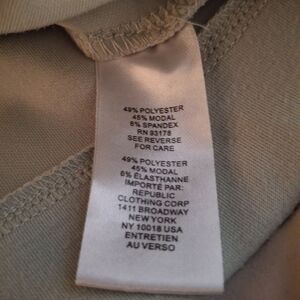 49% POLYESTER
45% MODAL
6% SPANDEX
RN 93178
SEE REVERSE
FOR CARE
49% POLYESTER
45% MODAL
6% ÉLASTHANNE
IMPORTÉ PAR:
REPUBLIC
CLOTHING CORP
1411 BROADWAY
NEW YORK
NY 10018 USA
ENTRETIEN
AU VERSO